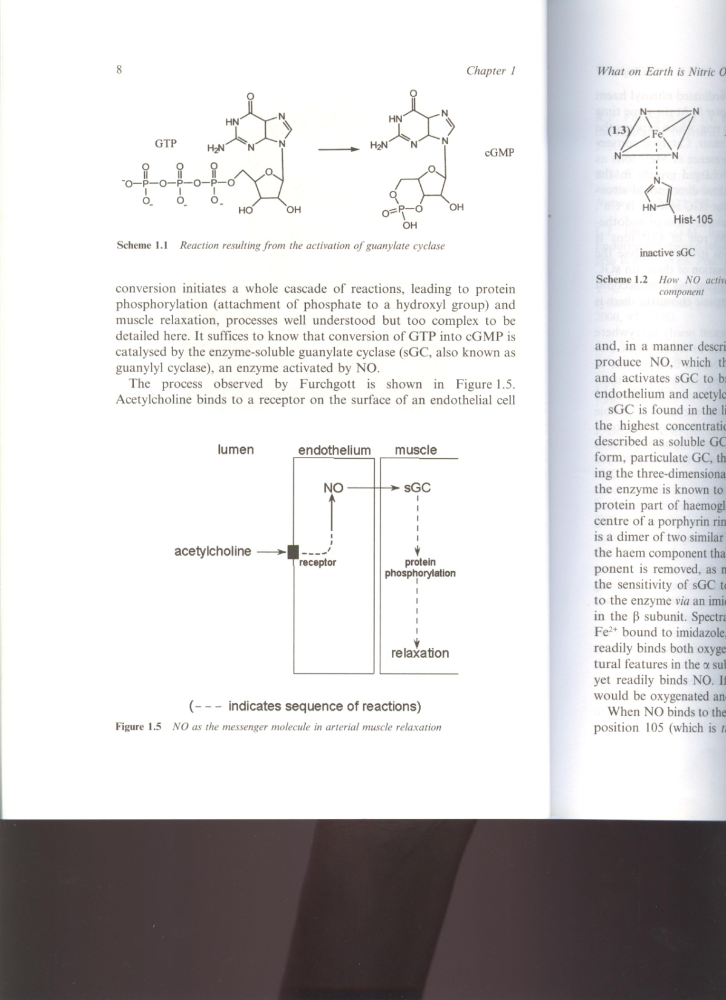 8
Chapter 1
GTP
cGMP
Scheme 1.1 Reaction resulting from the activation of guanylate cyclase
conversion initiates a whole cascade of reactions, leading to protein
phosphorylation (attachment of phosphate to a hydroxyl group) and
muscle relaxation, processes well understood but too complex to be
detailed here. It suffices to know that conversion of GTP into cGMP is
catalysed by the enzyme-soluble guanylate cyclase (sGC, also known as
guanylyl cyclase), an enzyme activated by NO.
The process observed by Furchgott is shown in Figure 1.5.
Acetylcholine binds to a receptor on the surface of an endothelial cell
lumen endothelium muscle
NO sGC
acetylcholine
receptor
protein
phosphorylation
relaxation
(--- indicates sequence of reactions)
Figure 1.5 NO as the messenger molecule in arterial muscle relaxation
What on Earth is Nitric O
(1.3)
N N
Fe
N N
N
HN
Hist-105
inactive sGC
Scheme 1.2 How NO activ
component
and, in a manner descri
produce NO, which th
and activates sGC to b
endothelium and acetylc
sGC is found in the li
the highest concentratio
described as soluble GC
form, particulate GC, th
ing the three-dimensiona
the enzyme is known to
protein part of haemogl
centre of a porphyrin rin
is a dimer of two similar
the haem component tha
ponent is removed, as
the sensitivity of sGC t
to the enzyme via an imi
in the β subunit. Spectra
Fe2+ bound to imidazole.
readily binds both oxyge
tural features in the α sub
yet readily binds NO. If
would be oxygenated an
When NO binds to the
position 105 (which is